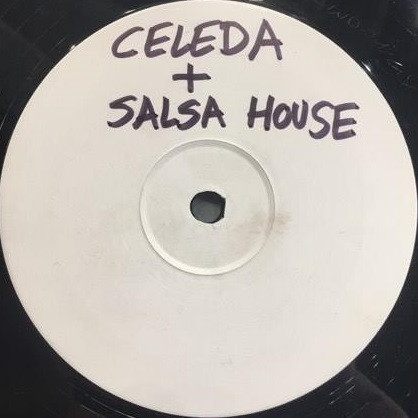 CELEDA
+
SALSA HOUSE